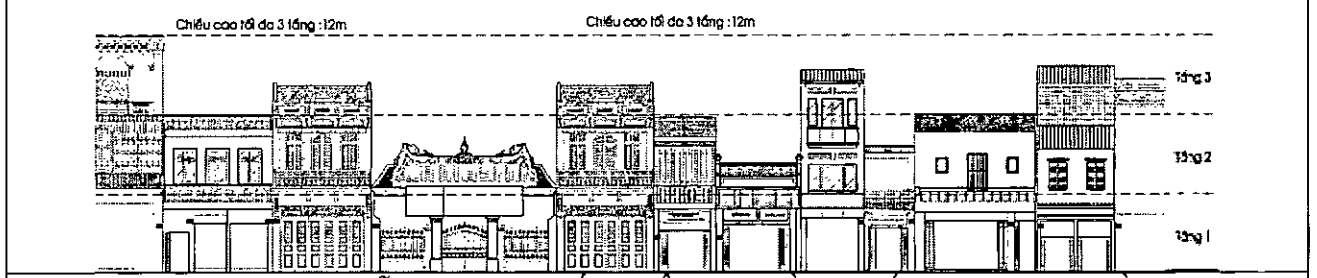 Chiều cao tối đa 3 tầng :12m
Chiều cao tối đa 3 tầng :12m
Tầng 3
Tầng 2
Tầng 1